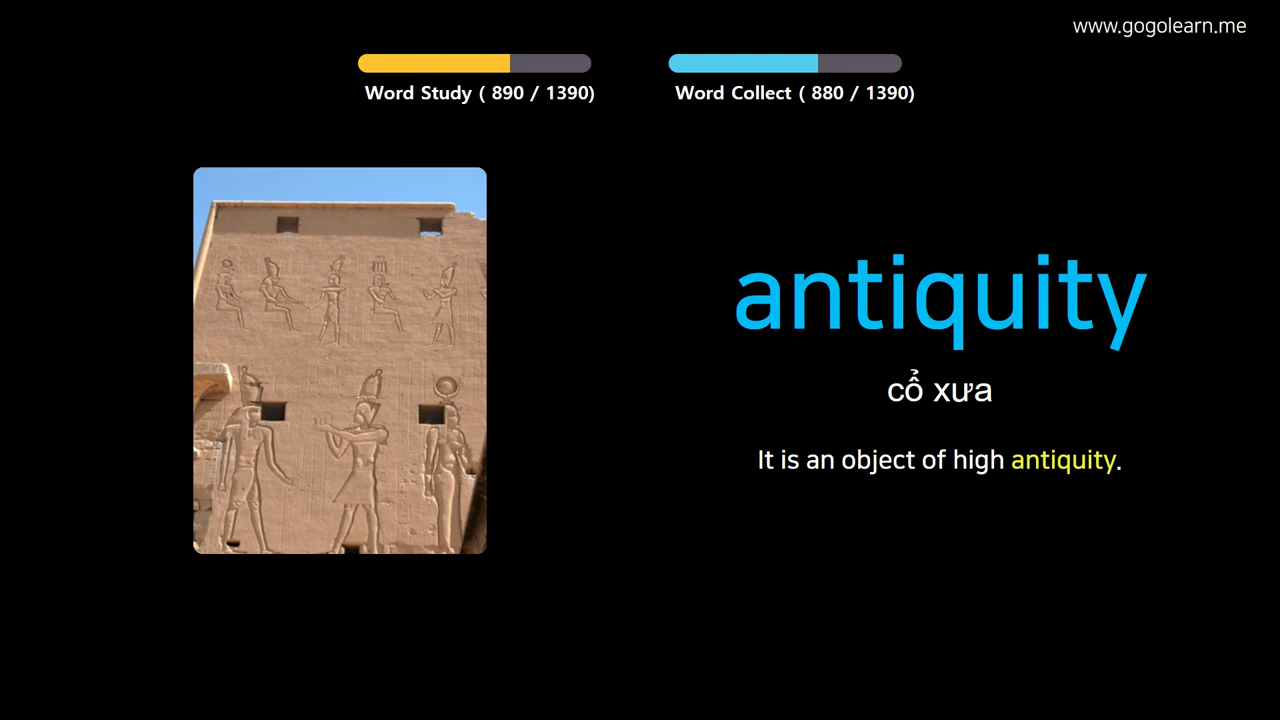 www.gogolearn.me
Word Study ( 890 / 1390)
Word Collect ( 880 / 1390)
antiquity
cổ xưa
It is an object of high antiquity.